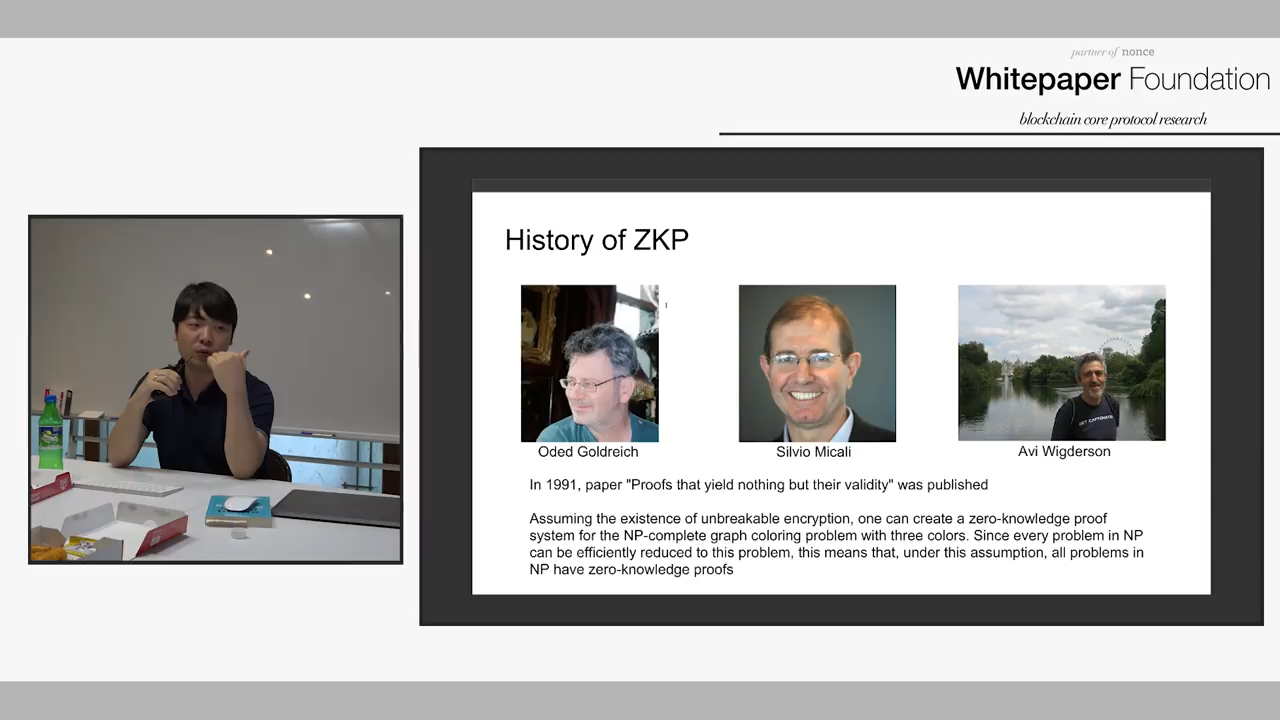 partner of nonce
Whitepaper Foundation
blockchain core protocol research
History of ZKP
Oded Goldreich
Silvio Micali
Avi Wigderson
In 1991, paper "Proofs that yield nothing but their validity" was published
Assuming the existence of unbreakable encryption, one can create a zero-knowledge proof
system for the NP-complete graph coloring problem with three colors. Since every problem in NP
can be efficiently reduced to this problem, this means that, under this assumption, all problems in
NP have zero-knowledge proofs